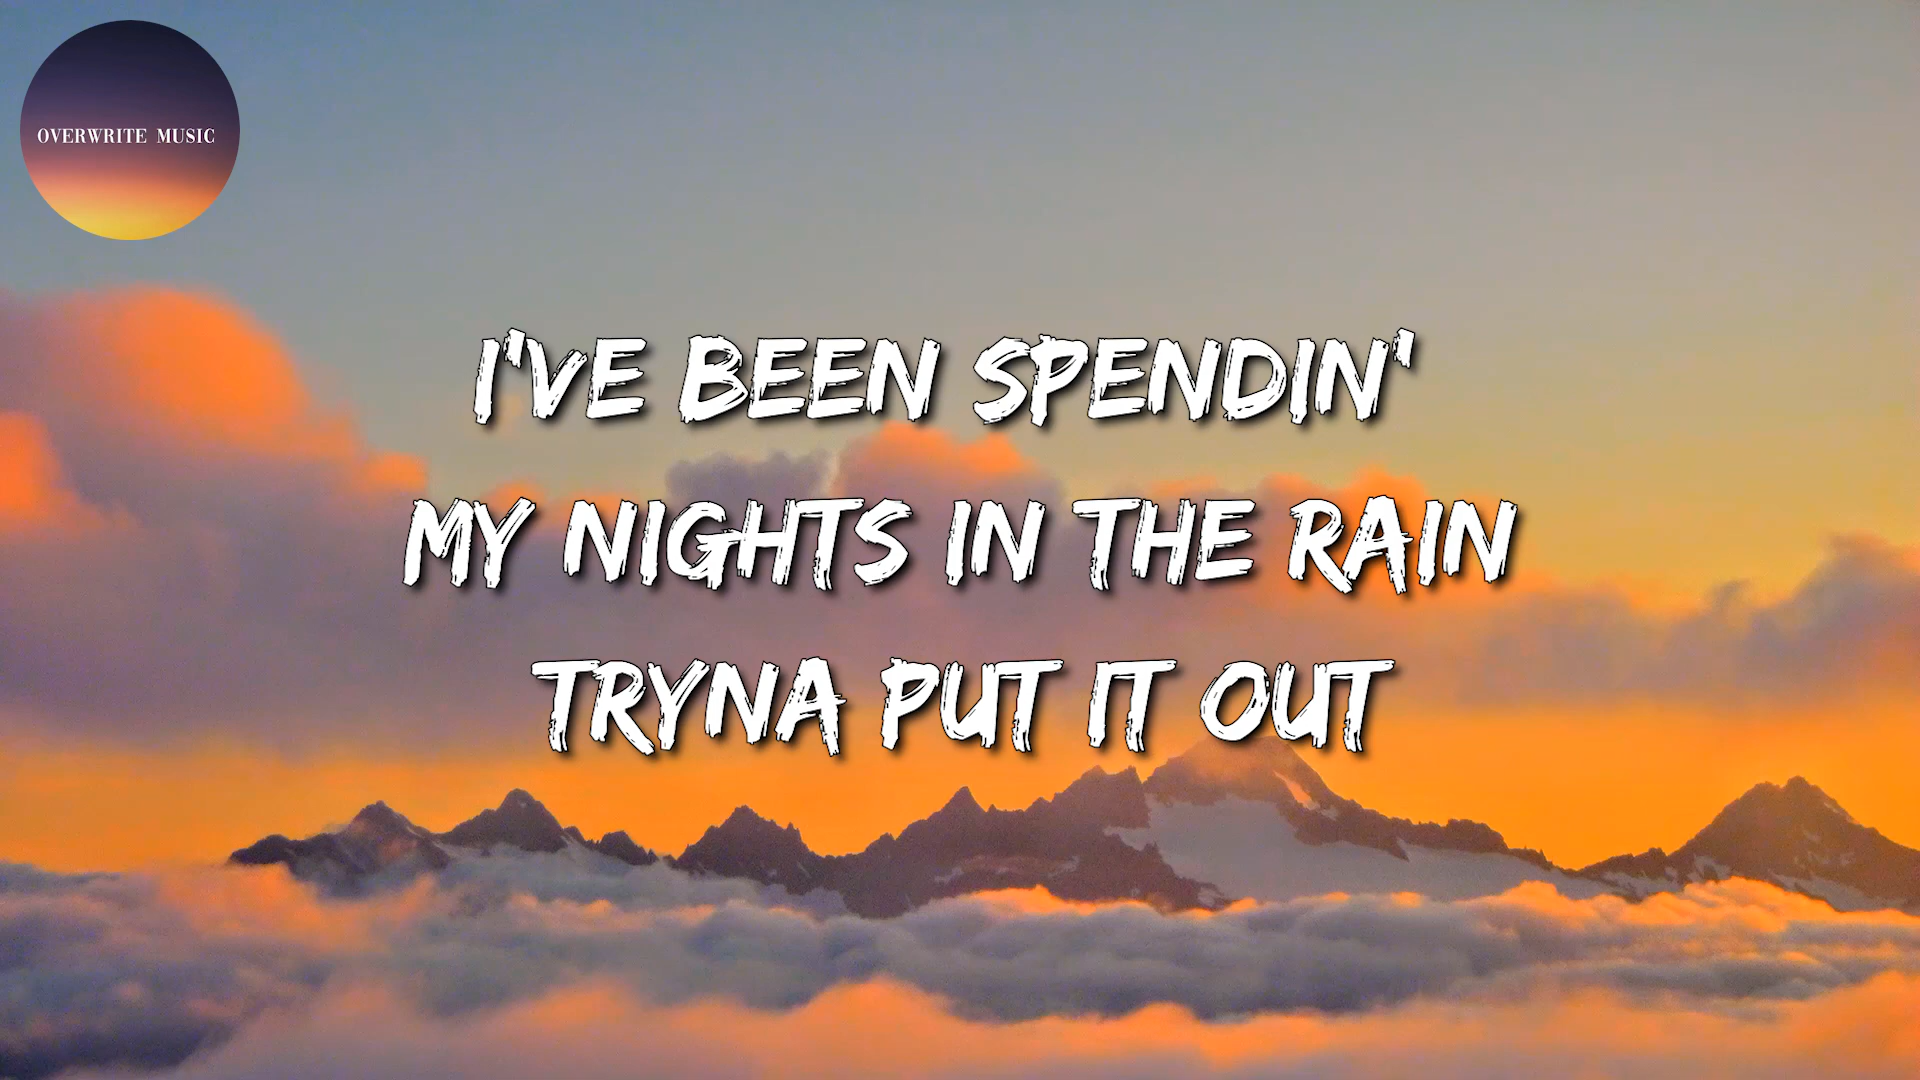 OVERWRITE MUSIC
I'VE BEEN SPENDIN'
MY NIGHTS IN THE RAIN
TRYNA PUT IT OUT